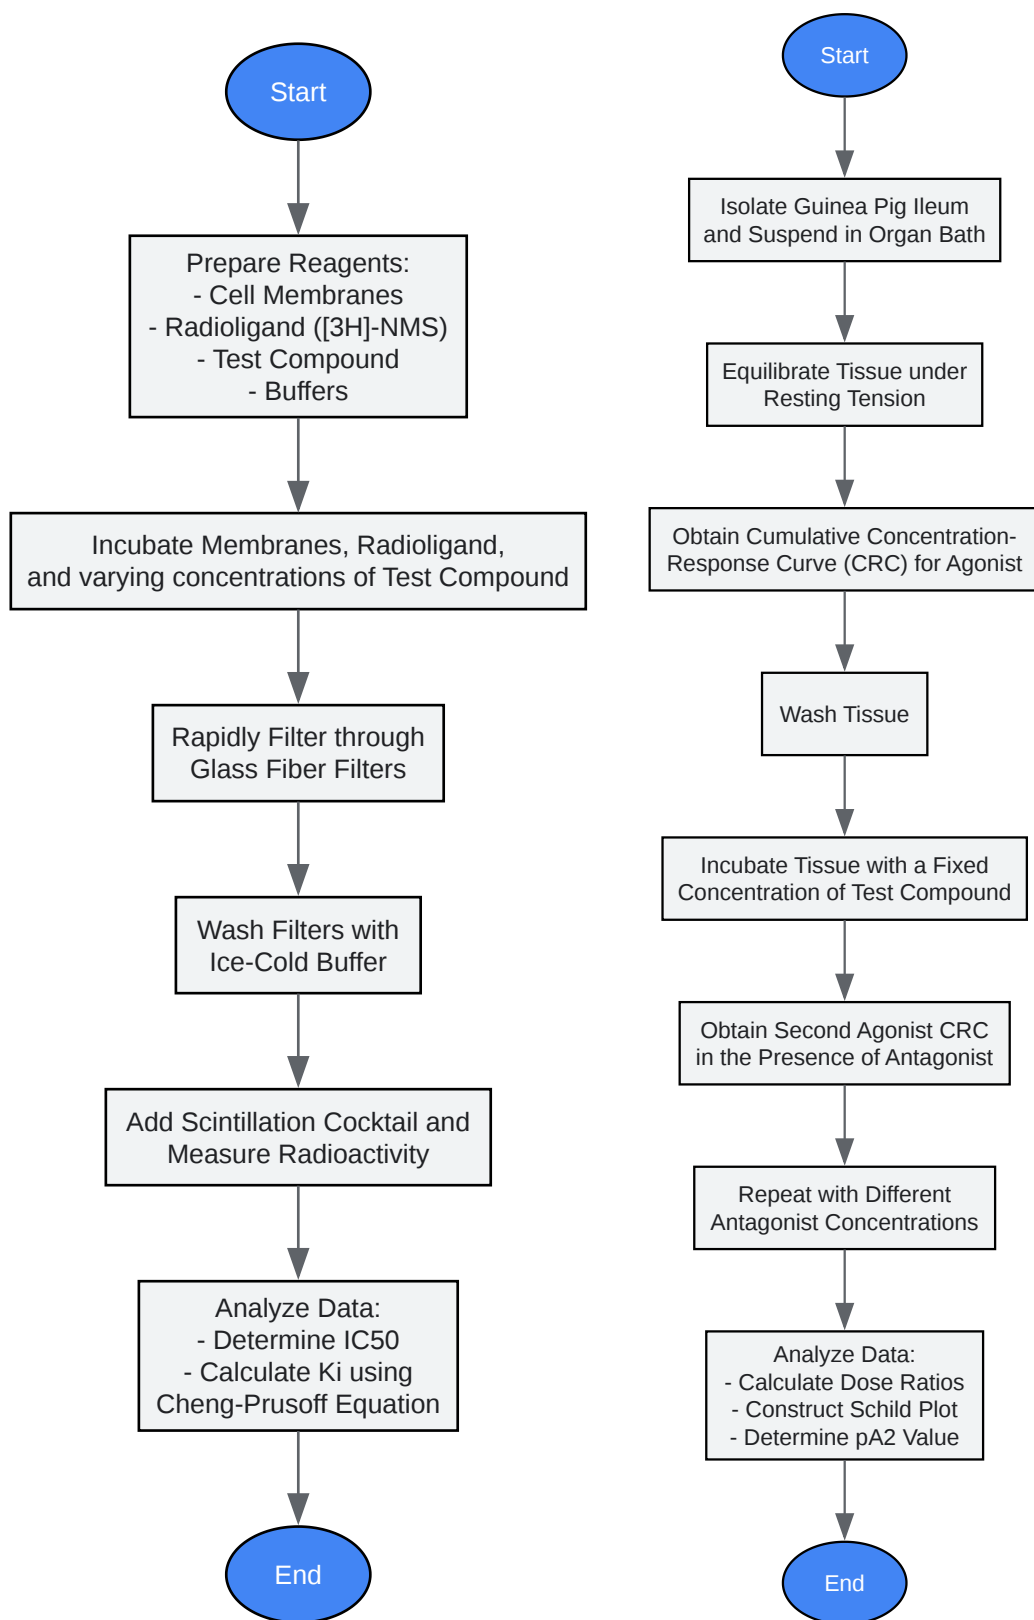 Start
Prepare Reagents:
- Cell Membranes
- Radioligand ([3H]-NMS)
- Test Compound
- Buffers
Incubate Membranes, Radioligand,
and varying concentrations of Test Compound
Rapidly Filter through
Glass Fiber Filters
Wash Filters with
Ice-Cold Buffer
Add Scintillation Cocktail and
Measure Radioactivity
Analyze Data:
- Determine IC50
- Calculate Ki using
Cheng-Prusoff Equation
End
Start
Isolate Guinea Pig Ileum
and Suspend in Organ Bath
Equilibrate Tissue under
Resting Tension
Obtain Cumulative Concentration-
Response Curve (CRC) for Agonist
Wash Tissue
Incubate Tissue with a Fixed
Concentration of Test Compound
Obtain Second Agonist CRC
in the Presence of Antagonist
Repeat with Different
Antagonist Concentrations
Analyze Data:
- Calculate Dose Ratios
- Construct Schild Plot
- Determine pA2 Value
End